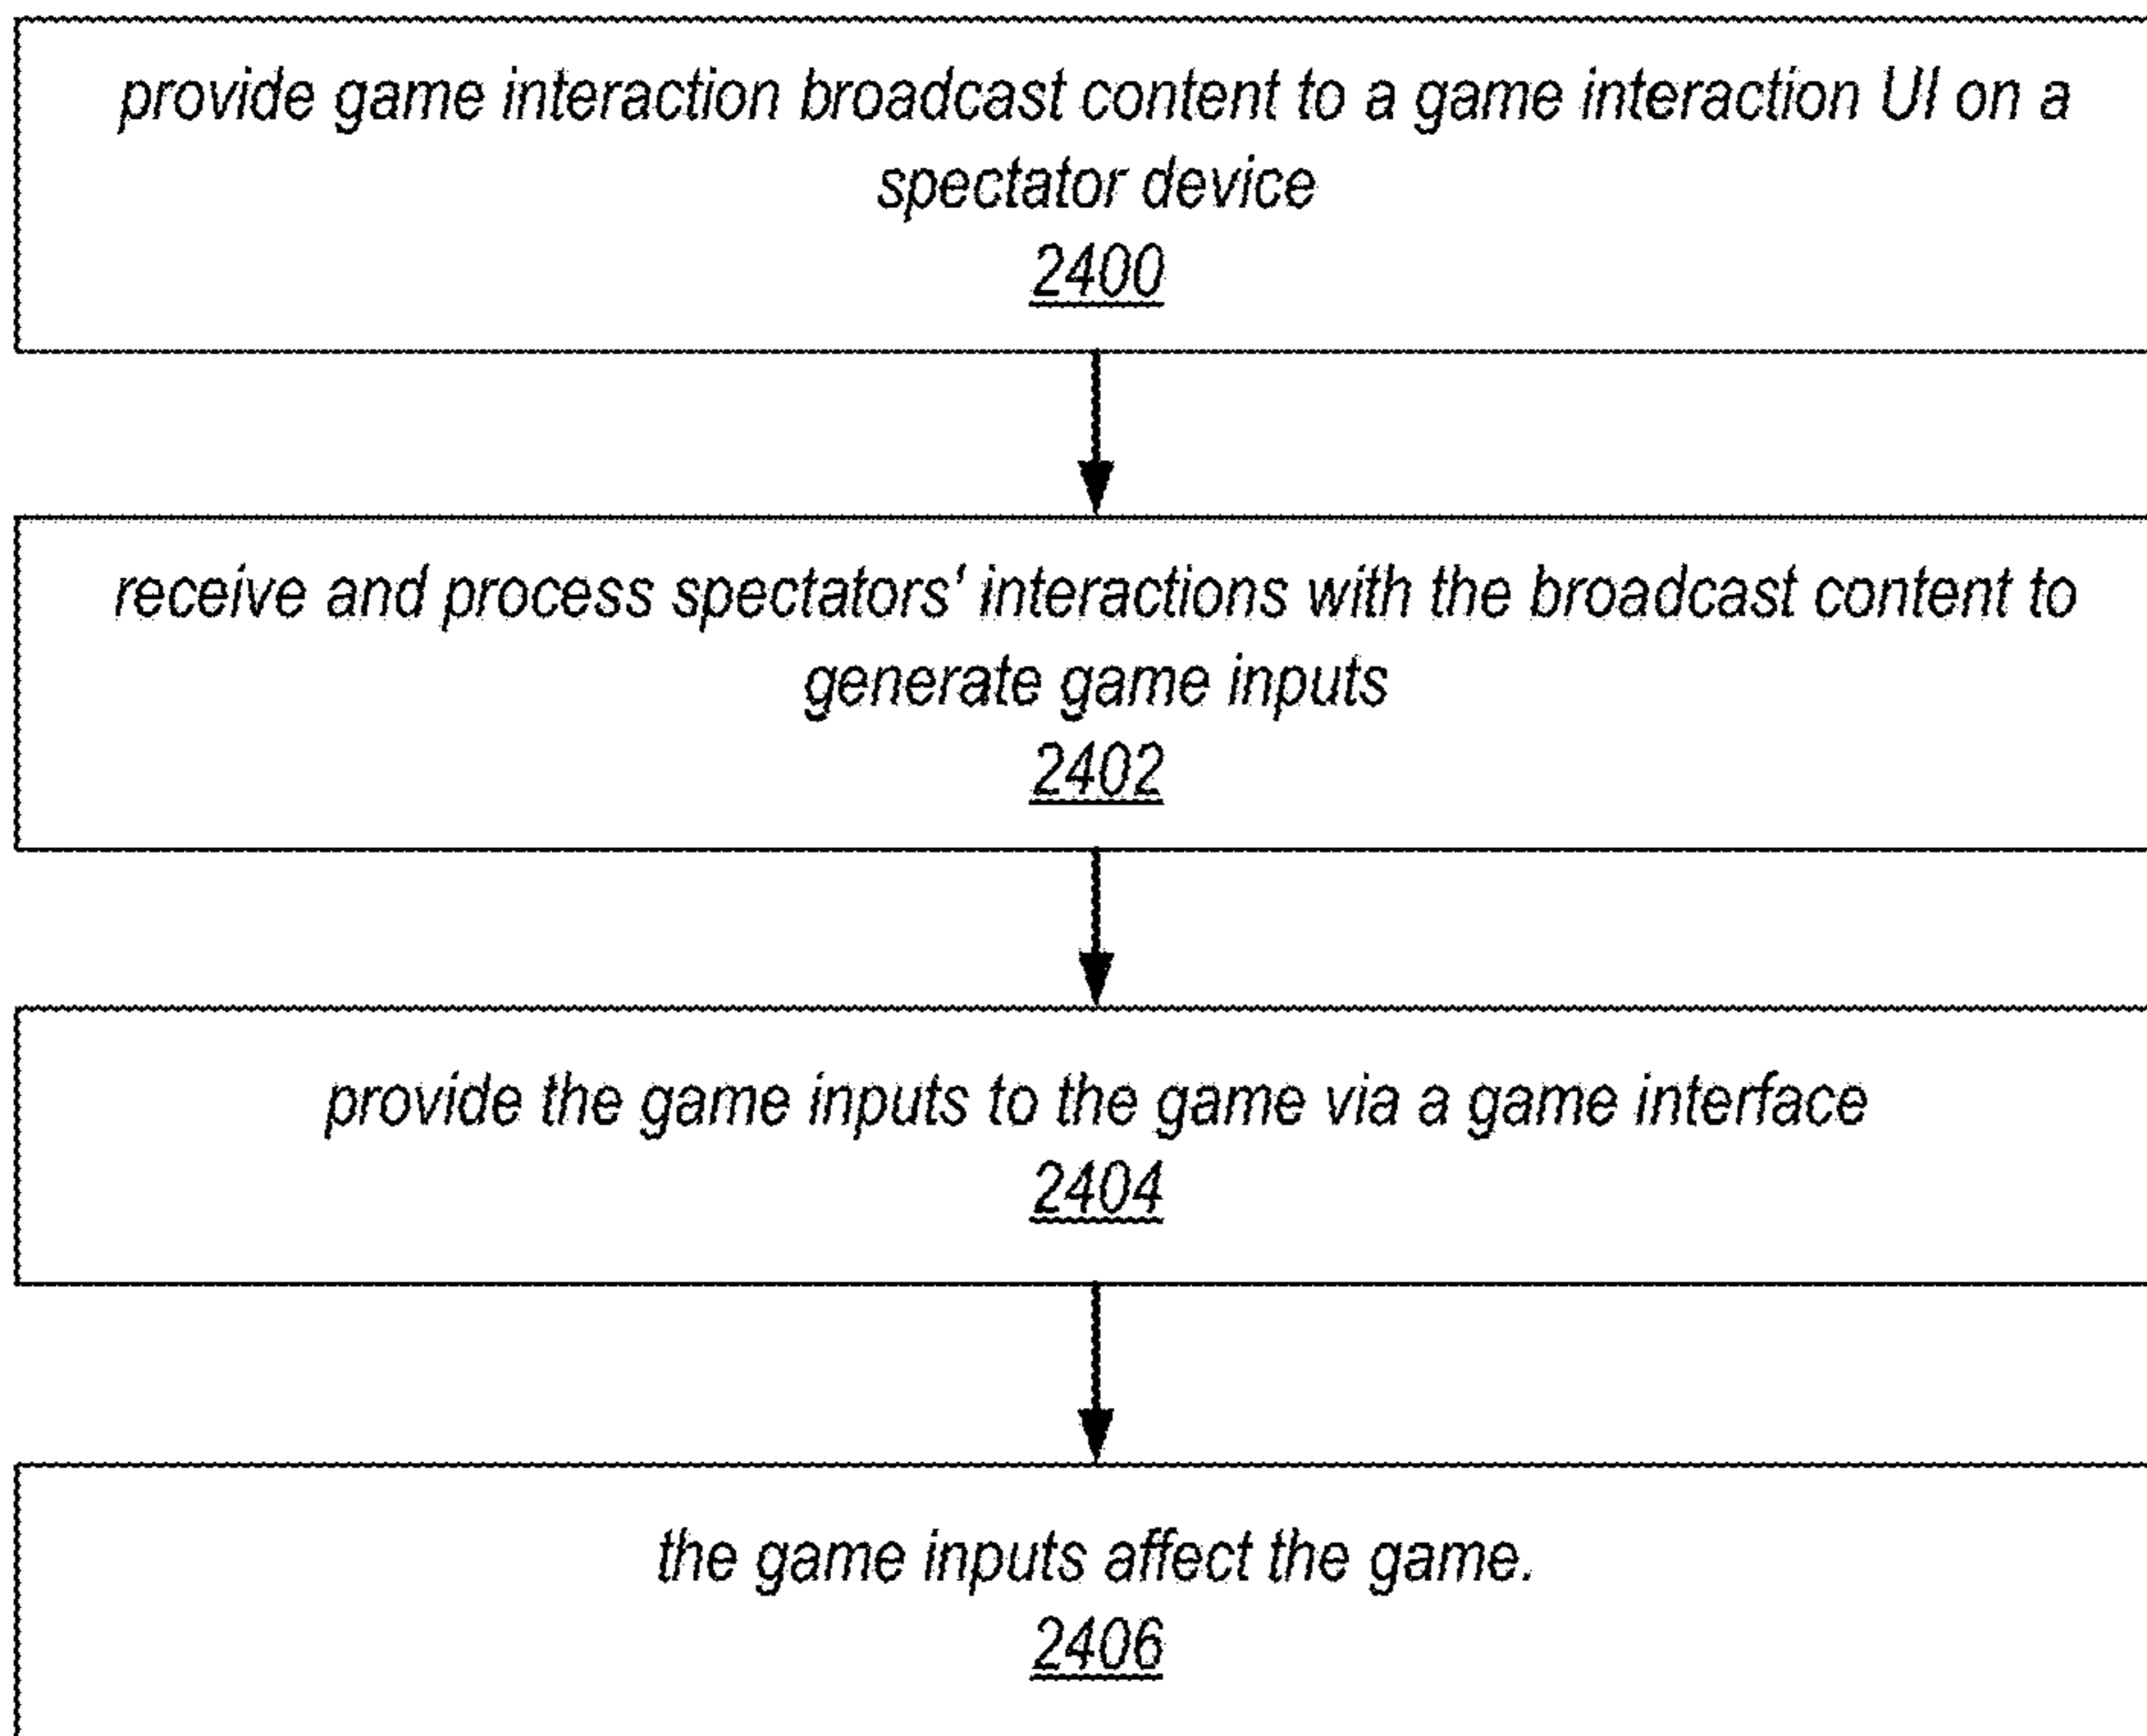 provide game interaction broadcast content to a game interaction UI on a
spectator device
2400
receive and process spectators' interactions with the broadcast content to
generate game inputs
2402
provide the game inputs to the game via a game interface
2404
the game inputs affect the game.
2406